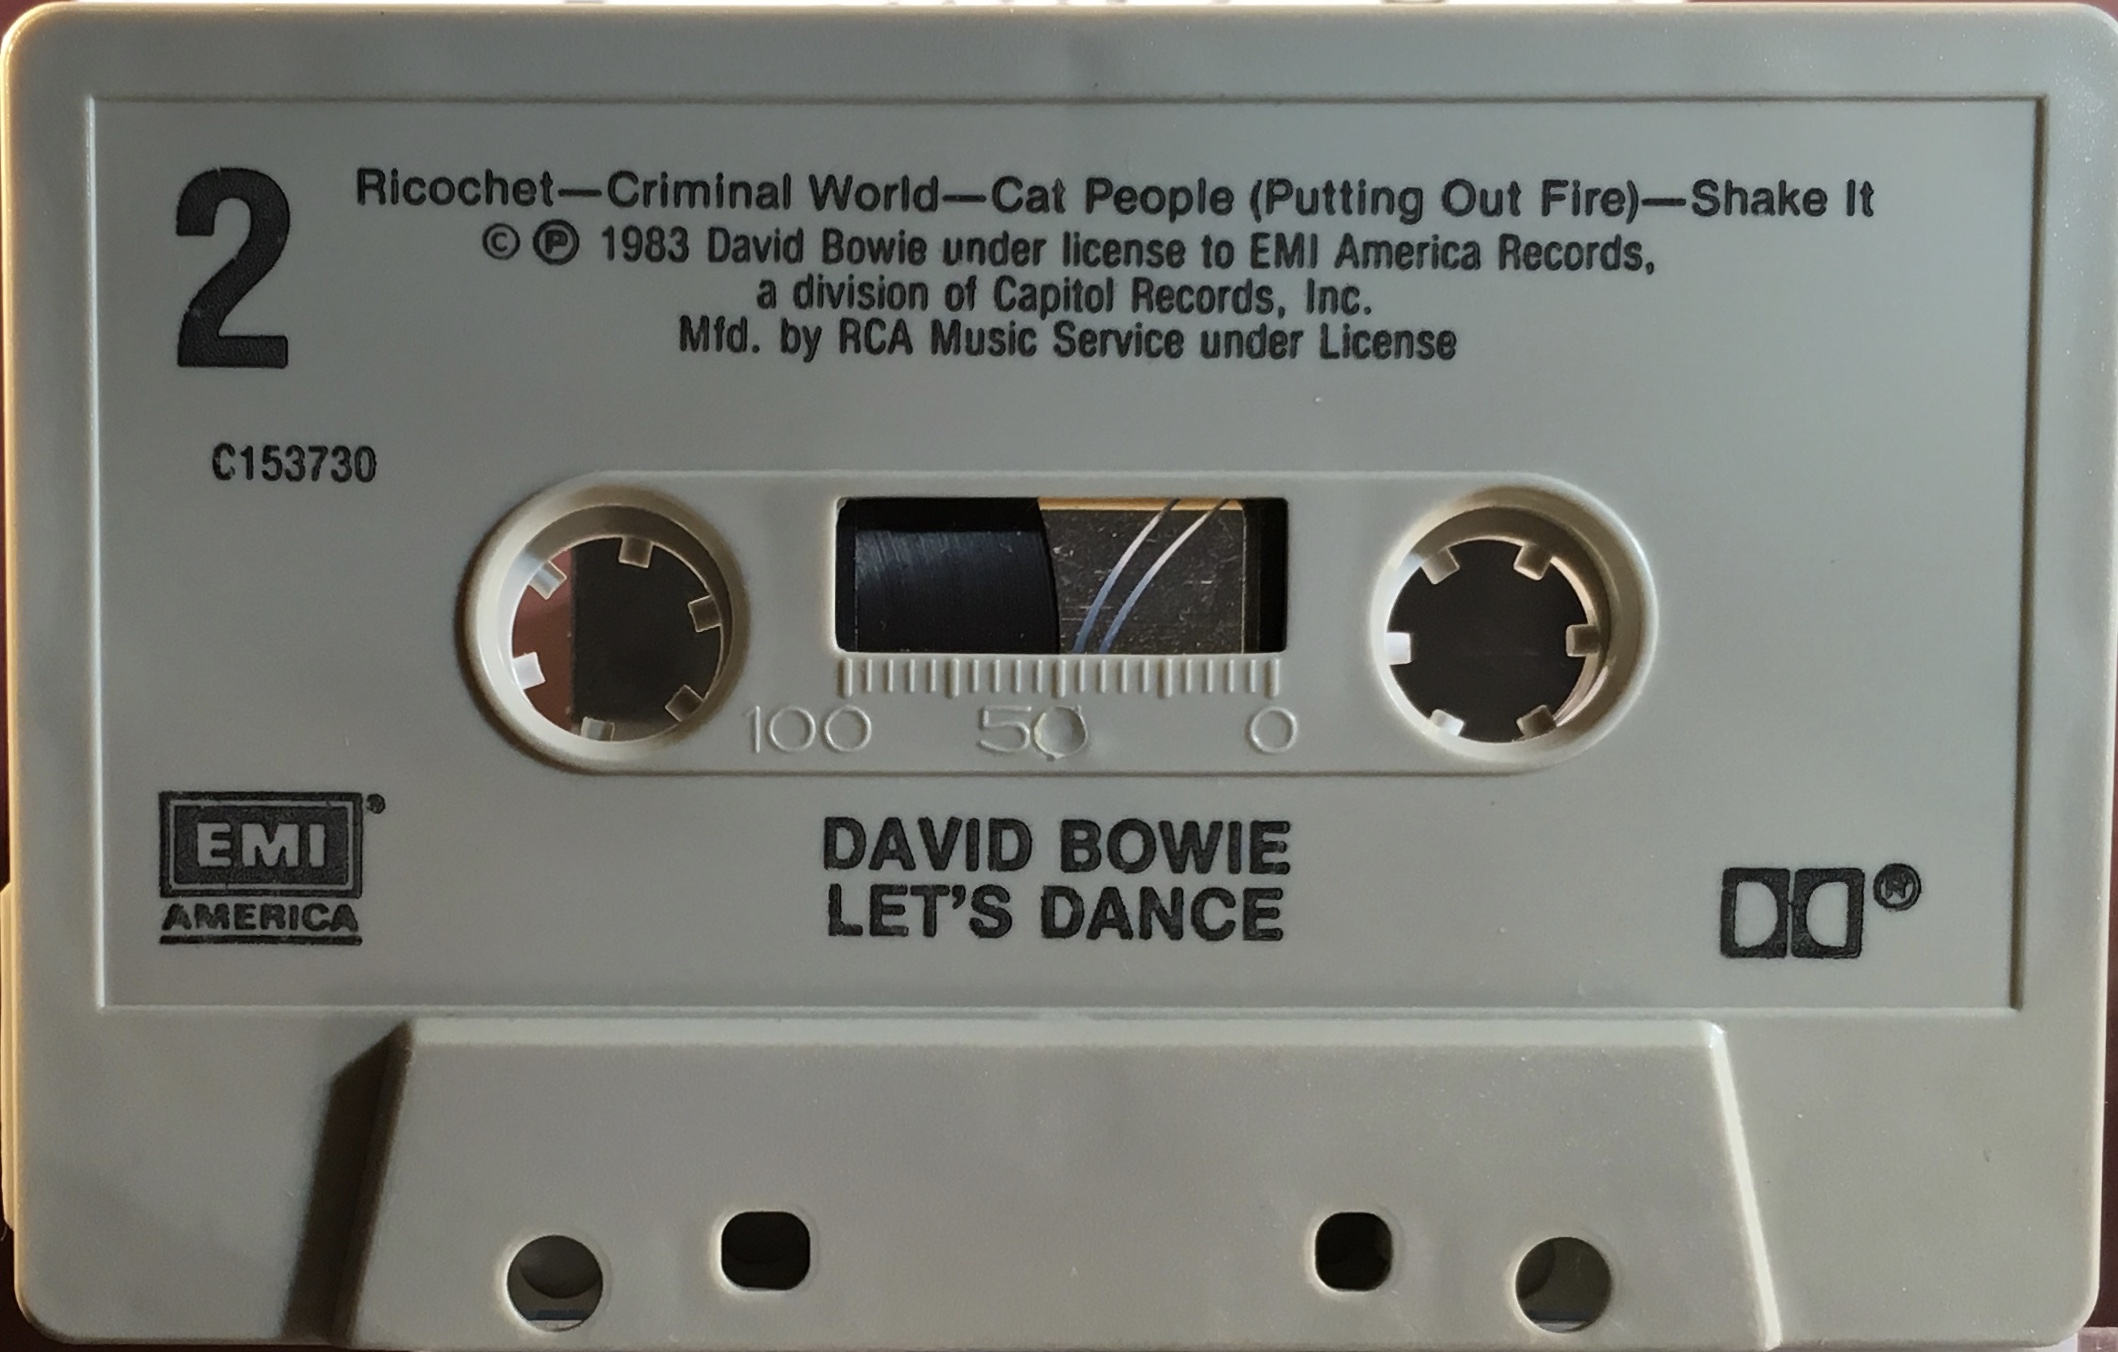 2
Ricochet—Criminal World—Cat People (Putting Out Fire)—Shake It
© ℗ 1983 David Bowie under license to EMI America Records,
a division of Capitol Records, Inc.
Mfd. by RCA Music Service under License
C153730
100 50 0
EMI®
AMERICA
DAVID BOWIE
LET'S DANCE
®